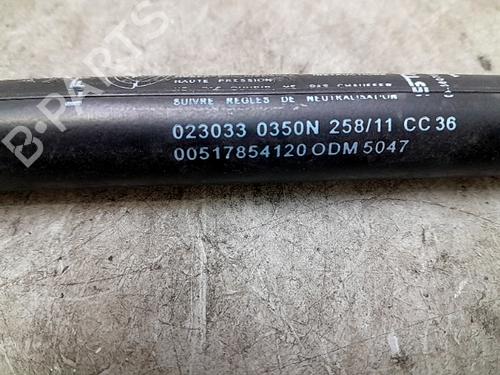 HAUTE PRESSION
SUIVRE REGLES DE NEUTRALISATION
023033 0350N 258/11 CC 36
00517854120 ODM 5047
B-PARTS